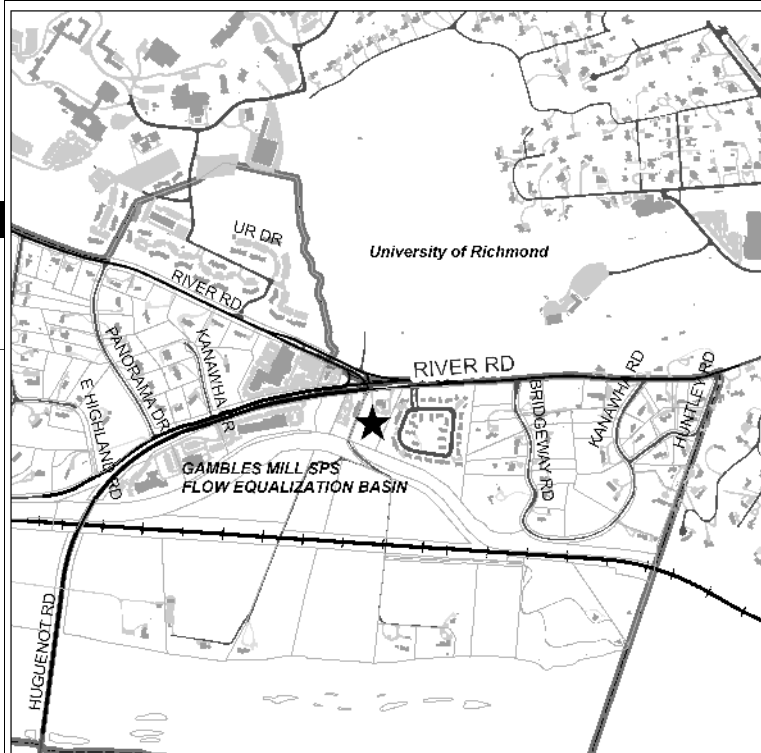 UR DR
University of Richmond
RIVER RD
RIVER RD
PANORAMA DR
KANAWHA DR
E HIGHLAND RD
BRIDGEWAY RD
KANAWHA RD
HUNTLEY RD
GAMBLES MILL SPS
FLOW EQUALIZATION BASIN
HUGUENOT RD